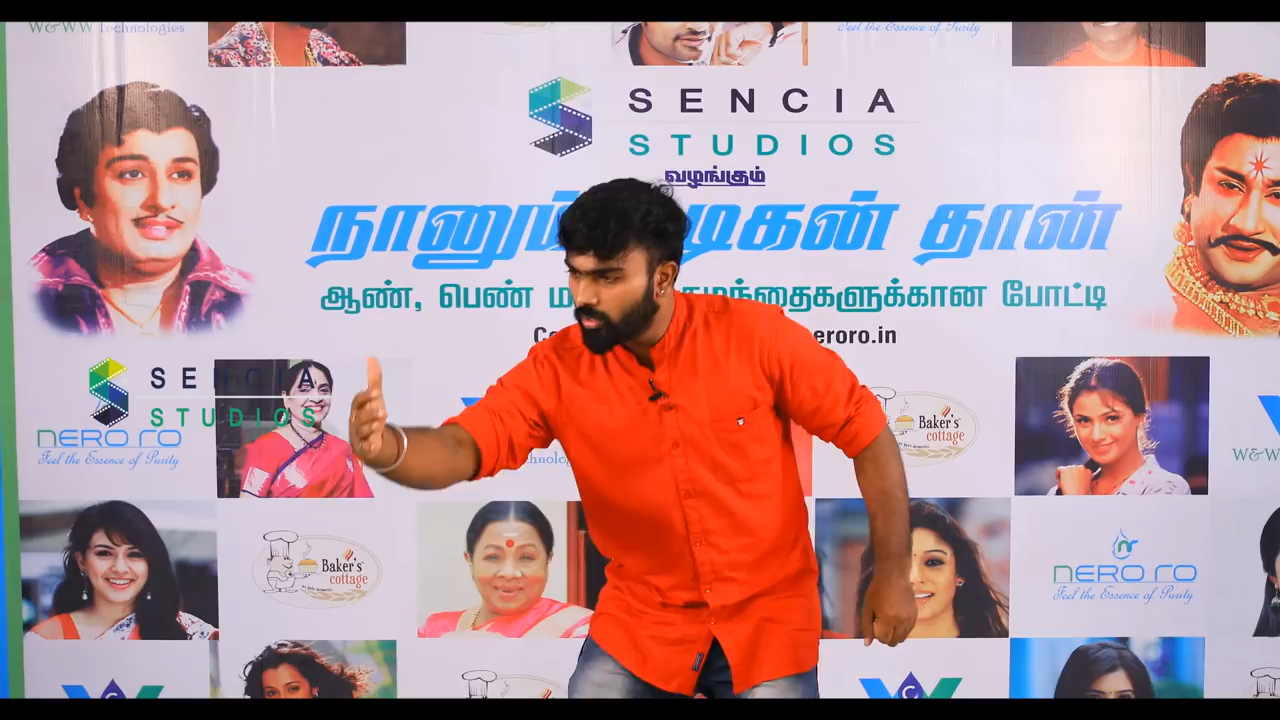 W&WW Technologies
Feel the Essence of Purity
SENCIA
STUDIOS
வழங்கும்
நானும் டிகன் தான்
ஆண், பெண் குழந்தைகளுக்கான போட்டி
eroro.in
SENCIA
STUDIOS
nero ro
Feel the Essence of Purity
Baker's
cottage
Baker's
cottage
nero ro
Feel the Essence of Purity